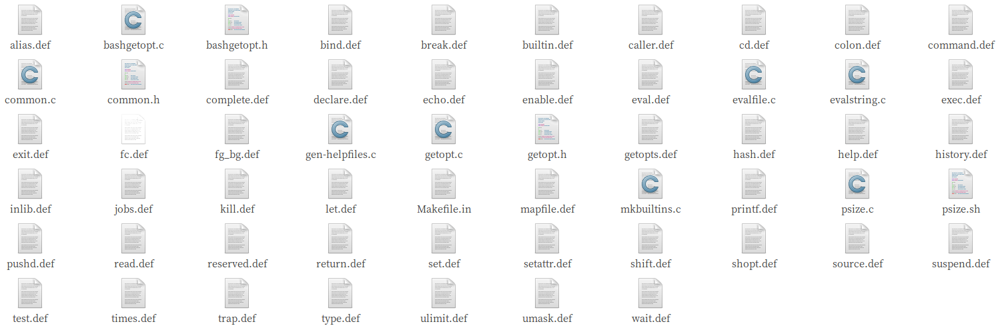 alias.def bashgetopt.c bashgetopt.h bind.def break.def builtin.def caller.def cd.def colon.def command.def
common.c common.h complete.def declare.def echo.def enable.def eval.def evalfile.c evalstring.c exec.def
exit.def fc.def fg_bg.def gen-helpfiles.c getopt.c getopt.h getopts.def hash.def help.def history.def
inlib.def jobs.def kill.def let.def Makefile.in mapfile.def mkbuiltins.c printf.def psize.c psize.sh
pushd.def read.def reserved.def return.def set.def setattr.def shift.def shopt.def source.def suspend.def
test.def times.def trap.def type.def ulimit.def umask.def wait.def